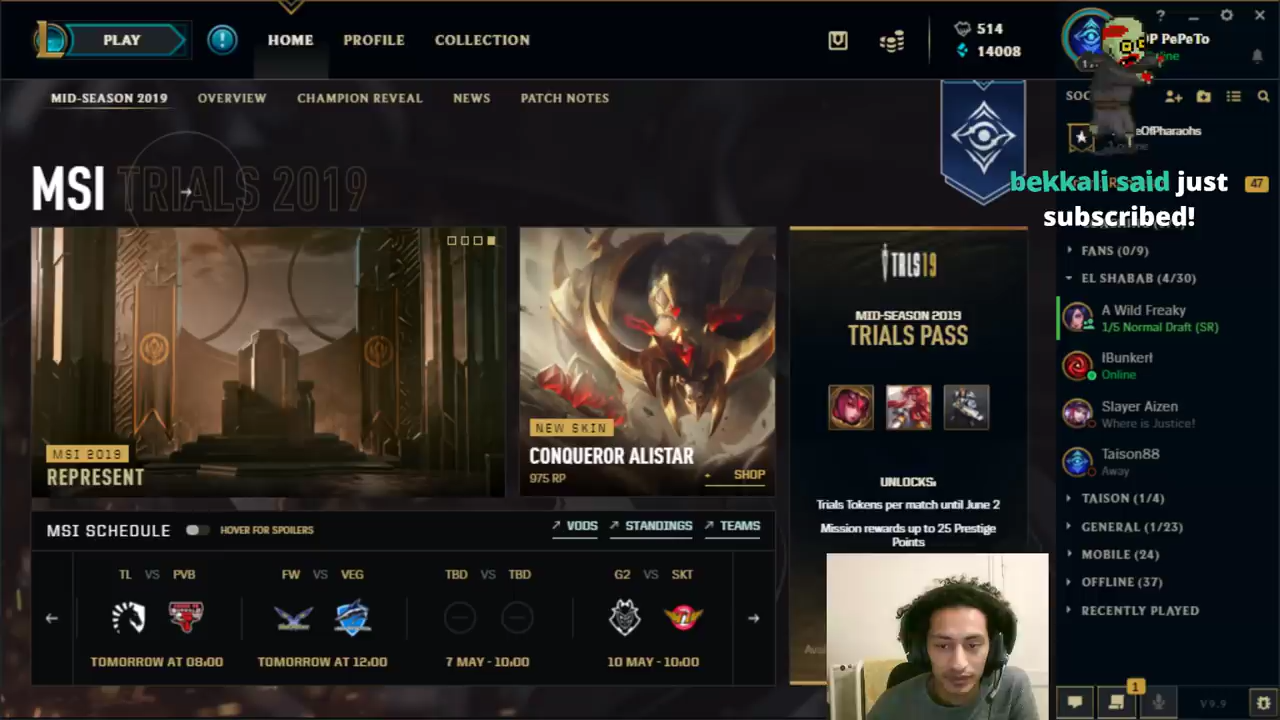 PLAY
HOME
PROFILE
COLLECTION
514
14008
P PePeTo
MID-SEASON 2019
OVERVIEW
CHAMPION REVEAL
NEWS
PATCH NOTES
MSI TRIALS 2019
MSI 2019
REPRESENT
NEW SKIN
CONQUEROR ALISTAR
975 RP
SHOP
TRLS19
MID-SEASON 2019
TRIALS PASS
UNLOCKS:
Trials Tokens per match until June 2
Mission rewards up to 25 Prestige
Points
MSI SCHEDULE
HOVER FOR SPOILERS
VODS
STANDINGS
TEAMS
TL VS PVB
TOMORROW AT 08:00
FW VS VEG
TOMORROW AT 12:00
TBD VS TBD
7 MAY - 10:00
G2 VS SKT
10 MAY - 10:00
SOC
eOfPharaohs
bekkali said just
subscribed!
47
FANS (0/9)
EL SHABAB (4/30)
A Wild Freaky
1/5 Normal Draft (SR)
Online
Slayer Aizen
Where is Justice!
Taison88
Away
TAISON (1/4)
GENERAL (1/23)
MOBILE (24)
OFFLINE (37)
RECENTLY PLAYED
1
V9.9